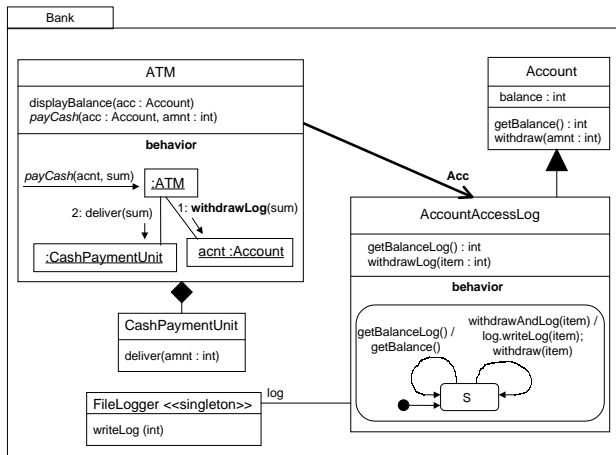 Bank
ATM
displayBalance(acc : Account)
payCash(acc : Account, amnt : int)
behavior
payCash(acnt, sum)
:ATM
2: deliver(sum)
1: withdrawLog(sum)
:CashPaymentUnit
acnt :Account
CashPaymentUnit
deliver(amnt : int)
FileLogger <<singleton>>
writeLog (int)
log
Acc
Account
balance : int
getBalance() : int
withdraw(amnt : int)
AccountAccessLog
getBalanceLog() : int
withdrawLog(item : int)
behavior
getBalanceLog() /
getBalance()
withdrawAndLog(item) /
log.writeLog(item);
withdraw(item)
S